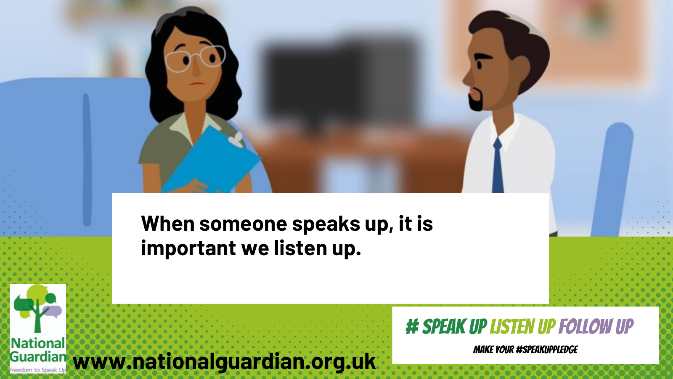 When someone speaks up, it is
important we listen up.
# SPEAK UP LISTEN UP FOLLOW UP
MAKE YOUR #SPEAKUPPLEDGE
National
Guardian
Freedom to Speak Up
www.nationalguardian.org.uk